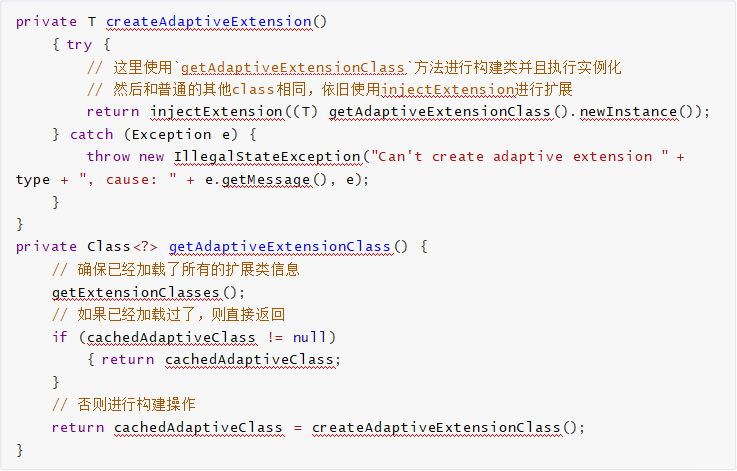 private T createAdaptiveExtension()
{ try {
// 这里使用`getAdaptiveExtensionClass`方法进行构建类并且执行实例化
// 然后和普通的其他class相同，依旧使用injectExtension进行扩展
return injectExtension((T) getAdaptiveExtensionClass().newInstance());
} catch (Exception e) {
throw new IllegalStateException("Can't create adaptive extension " +
type + ", cause: " + e.getMessage(), e);
}
}
private Class<?> getAdaptiveExtensionClass() {
// 确保已经加载了所有的扩展类信息
getExtensionClasses();
// 如果已经加载过了，则直接返回
if (cachedAdaptiveClass != null)
{ return cachedAdaptiveClass;
}
// 否则进行构建操作
return cachedAdaptiveClass = createAdaptiveExtensionClass();
}